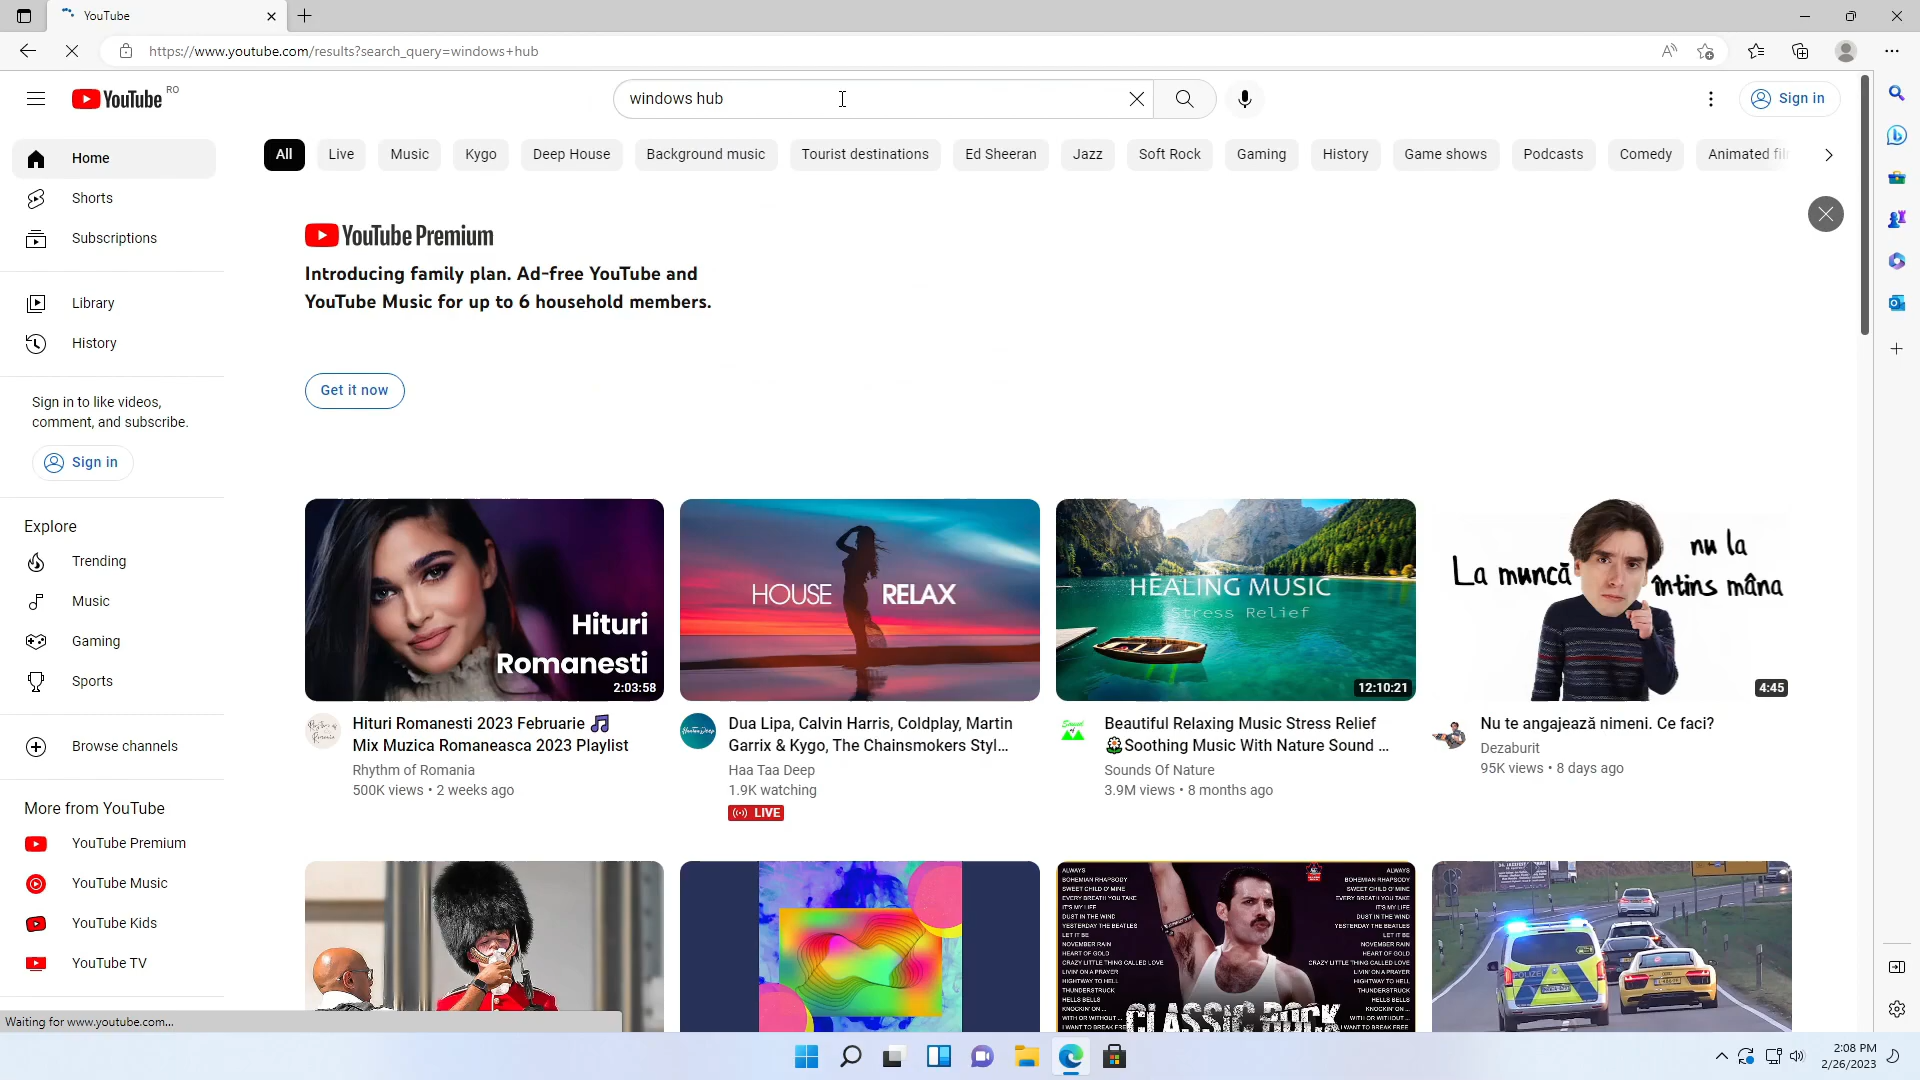 YouTube
https://www.youtube.com/results?search_query=windows+hub
YouTube RO
windows hub
Sign in
All
Live
Music
Kygo
Deep House
Background music
Tourist destinations
Ed Sheeran
Jazz
Soft Rock
Gaming
History
Game shows
Podcasts
Comedy
Animated fil
Home
Shorts
Subscriptions
Library
History
Sign in to like videos,
comment, and subscribe.
Sign in
Explore
Trending
Music
Gaming
Sports
Browse channels
More from YouTube
YouTube Premium
YouTube Music
YouTube Kids
YouTube TV
YouTube Premium
Introducing family plan. Ad-free YouTube and
YouTube Music for up to 6 household members.
Get it now
Hituri
Romanesti
2:03:58
Hituri Romanesti 2023 Februarie 🎵
Mix Muzica Romaneasca 2023 Playlist
Rhythm of Romania
500K views • 2 weeks ago
HOUSE RELAX
Dua Lipa, Calvin Harris, Coldplay, Martin
Garrix & Kygo, The Chainsmokers Styl...
Haa Taa Deep
1.9K watching
LIVE
HEALING MUSIC
Stress Relief
12:10:21
Beautiful Relaxing Music Stress Relief
🌼Soothing Music With Nature Sound ...
Sounds Of Nature
3.9M views • 8 months ago
La muncă
nu la
întins mâna
4:45
Nu te angajează nimeni. Ce faci?
Dezaburit
95K views • 8 days ago
ALWAYS
BOHEMIAN RHAPSODY
SWEET CHILD O' MINE
EVERY BREATH YOU TAKE
IT'S MY LIFE
DUST IN THE WIND
YESTERDAY THE BEATLES
LET IT BE
NOVEMBER RAIN
HEART OF GOLD
CRAZY LITTLE THING CALLED LOVE
LIVIN' ON A PRAYER
HIGHWAY TO HELL
THUNDERSTRUCK
HELLS BELLS
KNOCKIN' ON ...
WITH OR WITHOUT ...
I WANT TO BREAK FRE
ALWAYS
BOHEMIAN RHAPSODY
SWEET CHILD O' MINE
EVERY BREATH YOU TAKE
IT'S MY LIFE
DUST IN THE WIND
YESTERDAY THE BEATLES
LET IT BE
NOVEMBER RAIN
HEART OF GOLD
CRAZY LITTLE THING CALLED LOVE
LIVIN' ON A PRAYER
HIGHWAY TO HELL
THUNDERSTRUCK
HELLS BELLS
KNOCKIN' ON ...
WITH OR WITHOUT ...
I WANT TO BREAK FREE
CLASSIC ROCK
POLIZEI
Waiting for www.youtube.com...
2:08 PM
2/26/2023